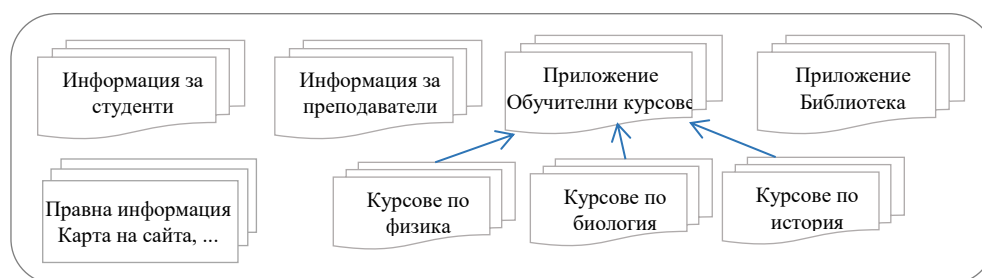 Информация за
студенти
Информация за
преподаватели
Приложение
Обучителни курсове
Приложение
Библиотека
Правна информация
Карта на сайта, ...
Курсове по
физика
Курсове по
биология
Курсове по
история